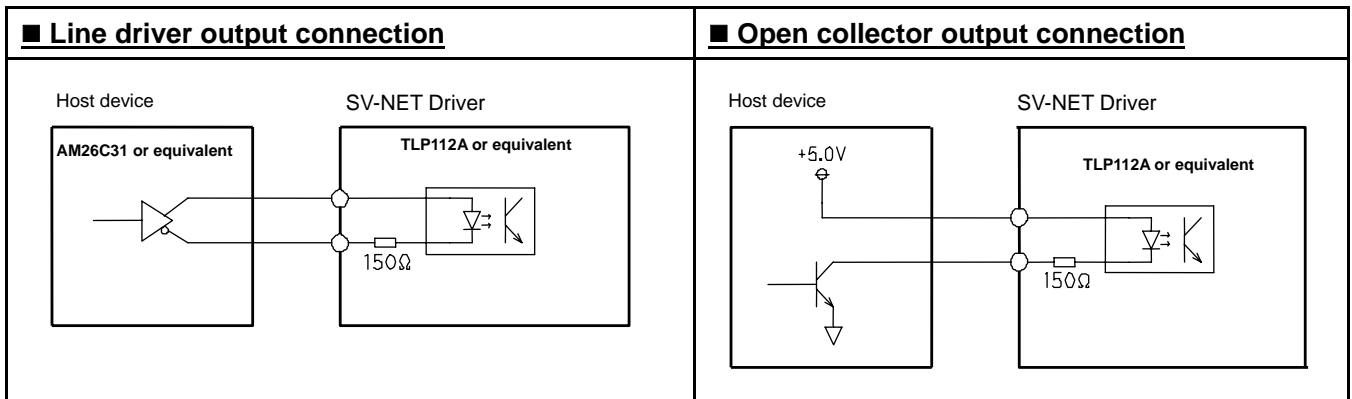 ■ Line driver output connection
Host device
SV-NET Driver
AM26C31 or equivalent
TLP112A or equivalent
150Ω
■ Open collector output connection
Host device
SV-NET Driver
+5.0V
TLP112A or equivalent
150Ω